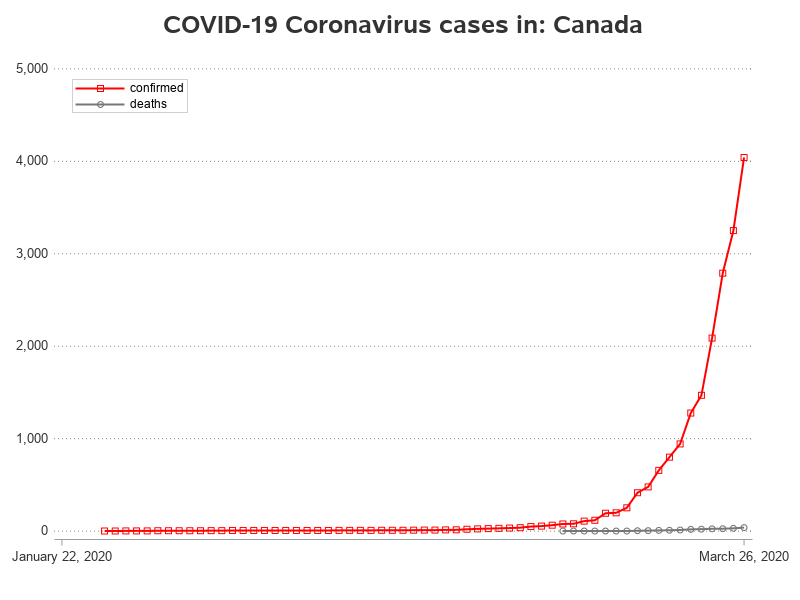 COVID-19 Coronavirus cases in: Canada
5,000
confirmed
deaths
4,000
3,000
2,000
1,000
0
January 22, 2020
March 26, 2020